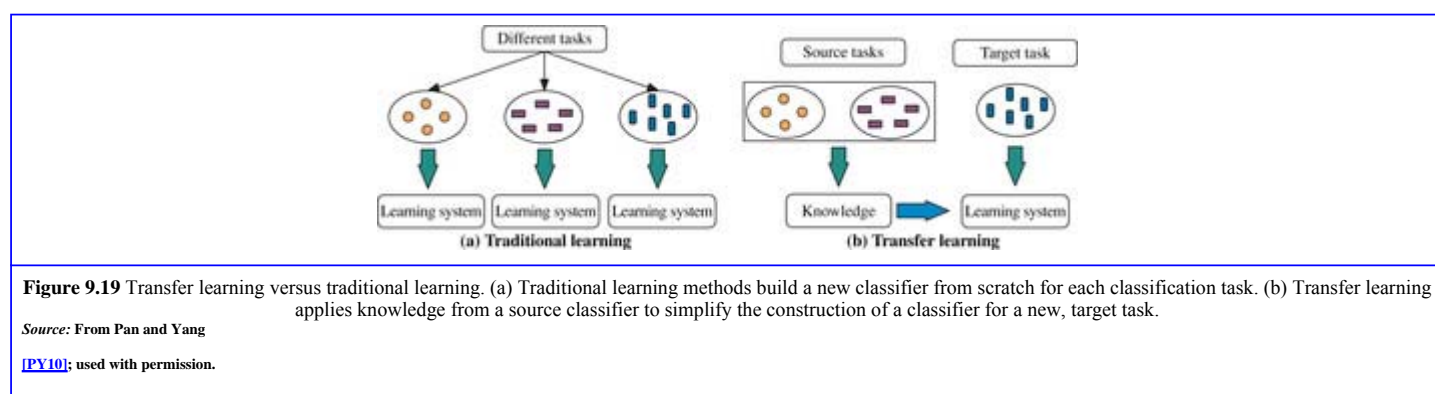 Different tasks
Source tasks
Target task
Learning system
Learning system
Learning system
Knowledge
Learning system
(a) Traditional learning
(b) Transfer learning
Figure 9.19 Transfer learning versus traditional learning. (a) Traditional learning methods build a new classifier from scratch for each classification task. (b) Transfer learning
applies knowledge from a source classifier to simplify the construction of a classifier for a new, target task.
Source: From Pan and Yang
[PY10]; used with permission.